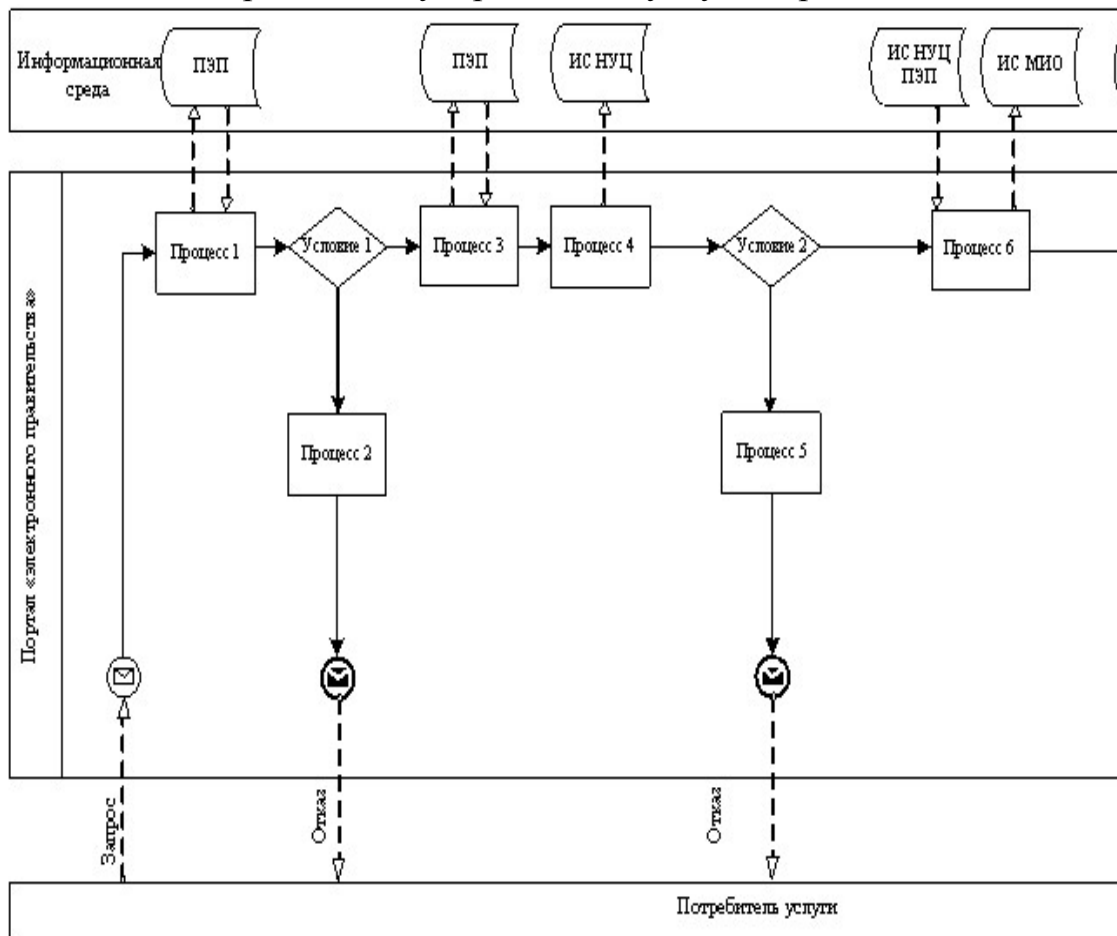 Информационная
среда
ПЭП
ПЭП
ИС НУЦ
ИС НУЦ
ПЭП
ИС МИО
Портал «электронного правительства»
Процесс 1
Условие 1
Процесс 3
Процесс 4
Условие 2
Процесс 6
Процесс 2
Процесс 5
Запрос
Отказ
Отказ
Потребитель услуги